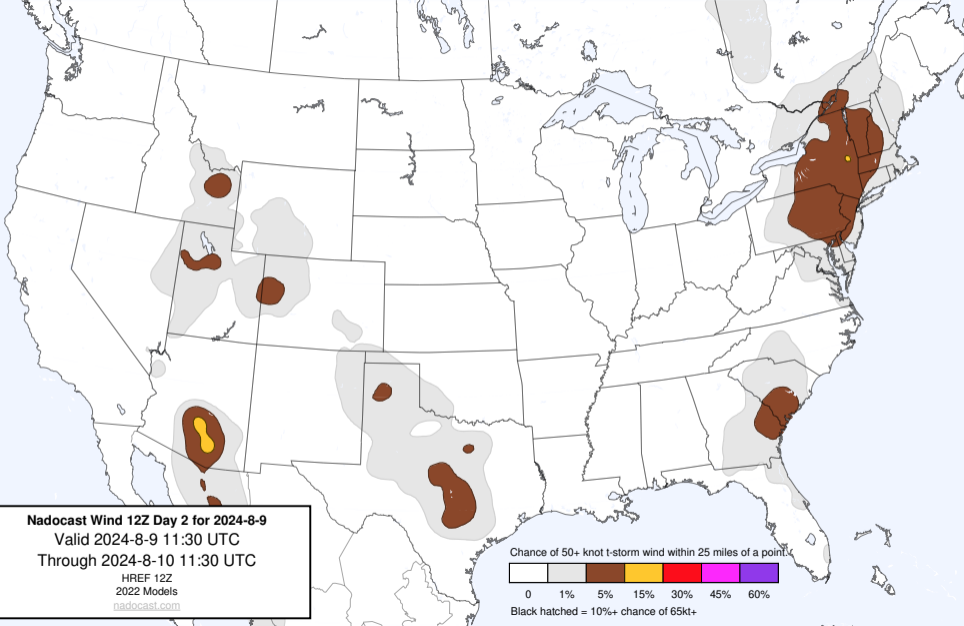 Nadocast Wind 12Z Day 2 for 2024-8-9
Valid 2024-8-9 11:30 UTC
Through 2024-8-10 11:30 UTC
HREF 12Z
2022 Models
nadocast.com
Chance of 50+ knot t-storm wind within 25 miles of a point.
0 1% 5% 15% 30% 45% 60%
Black hatched = 10%+ chance of 65kt+